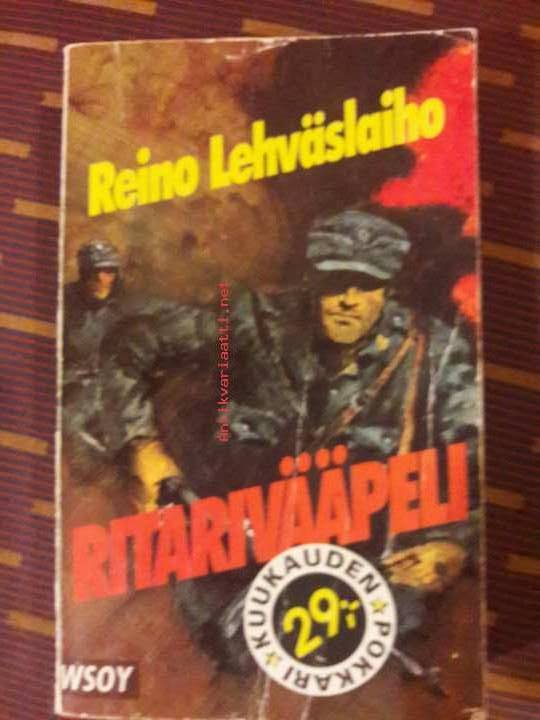 Reino Lehväslaiho
Antikvariaatti.net
RITARIVÄÄPELI
KUUKAUDEN
POKKARI
29:-
WSOY